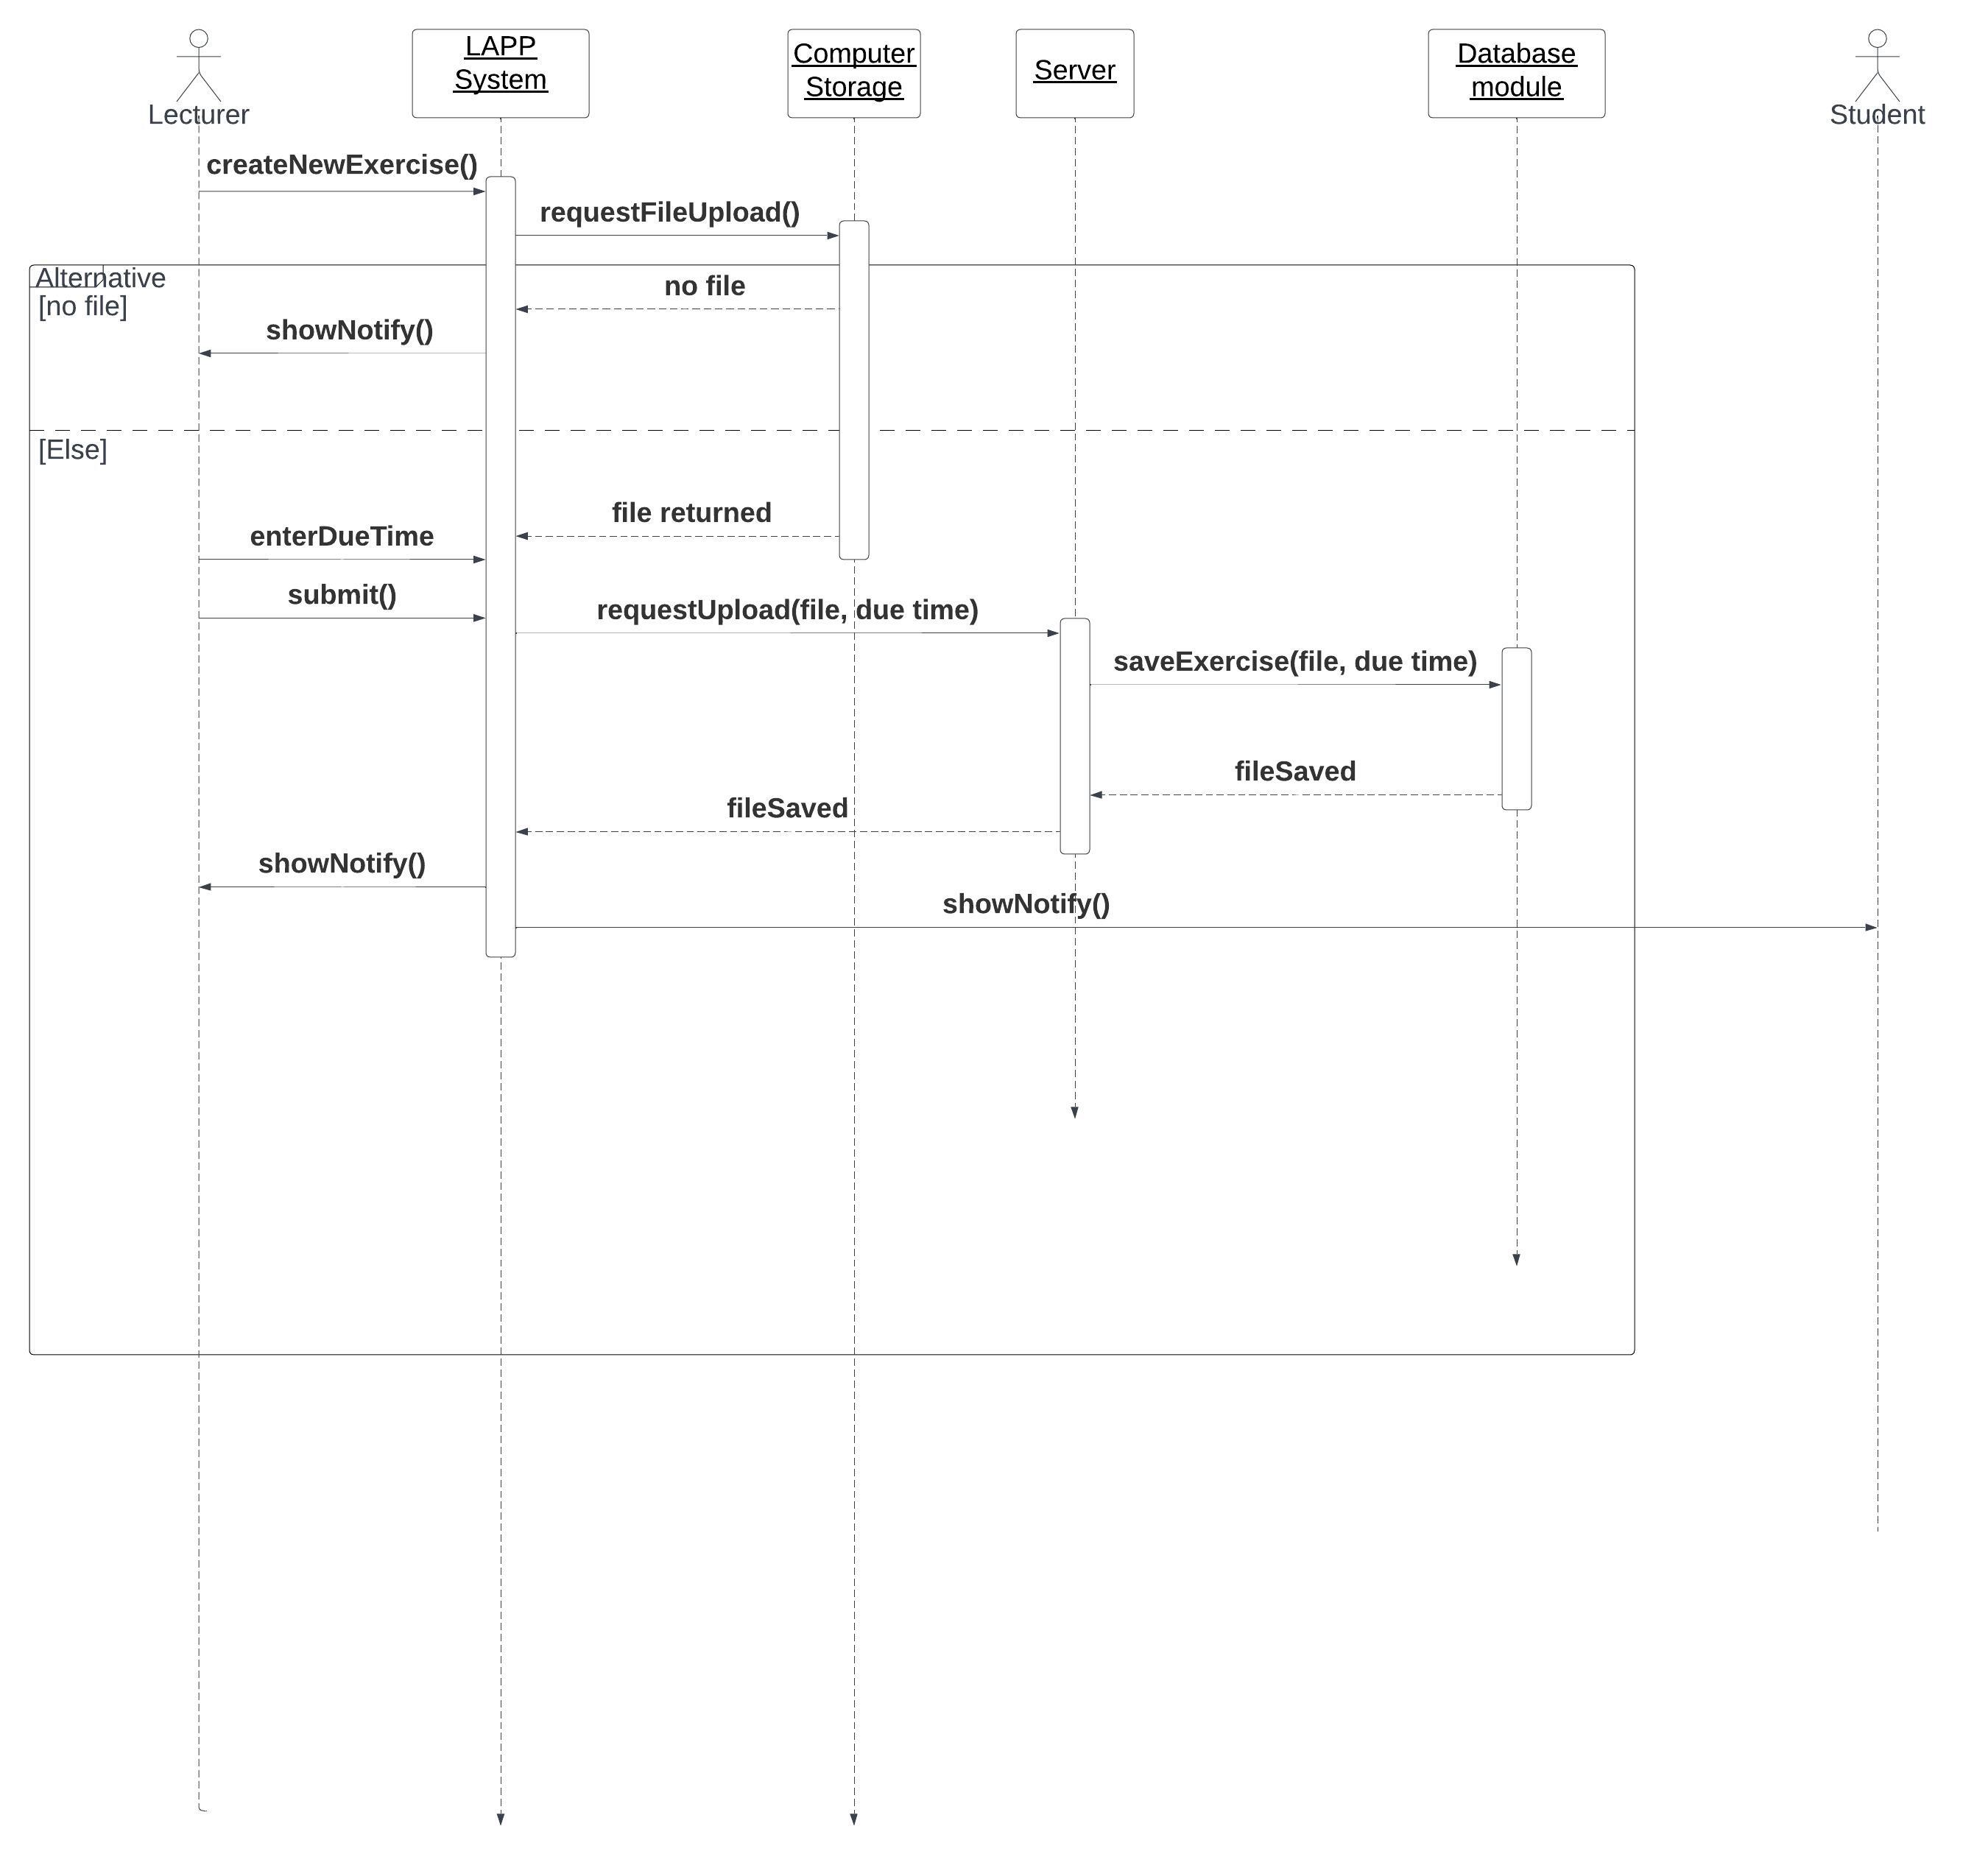 Lecturer
LAPP
System
Computer
Storage
Server
Database
module
Student
createNewExercise()
requestFileUpload()
Alternative
[no file]
no file
showNotify()
[Else]
file returned
enterDueTime
submit()
requestUpload(file, due time)
saveExercise(file, due time)
fileSaved
fileSaved
showNotify()
showNotify()